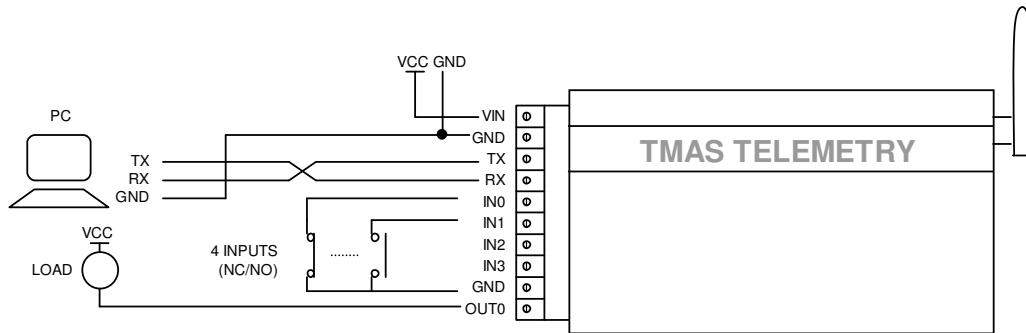 VCC GND
PC
VIN
GND
TX
RX
IN0
IN1
IN2
IN3
GND
OUT0
TMAS TELEMETRY
TX
RX
GND
VCC
LOAD
4 INPUTS
(NC/NO)
........